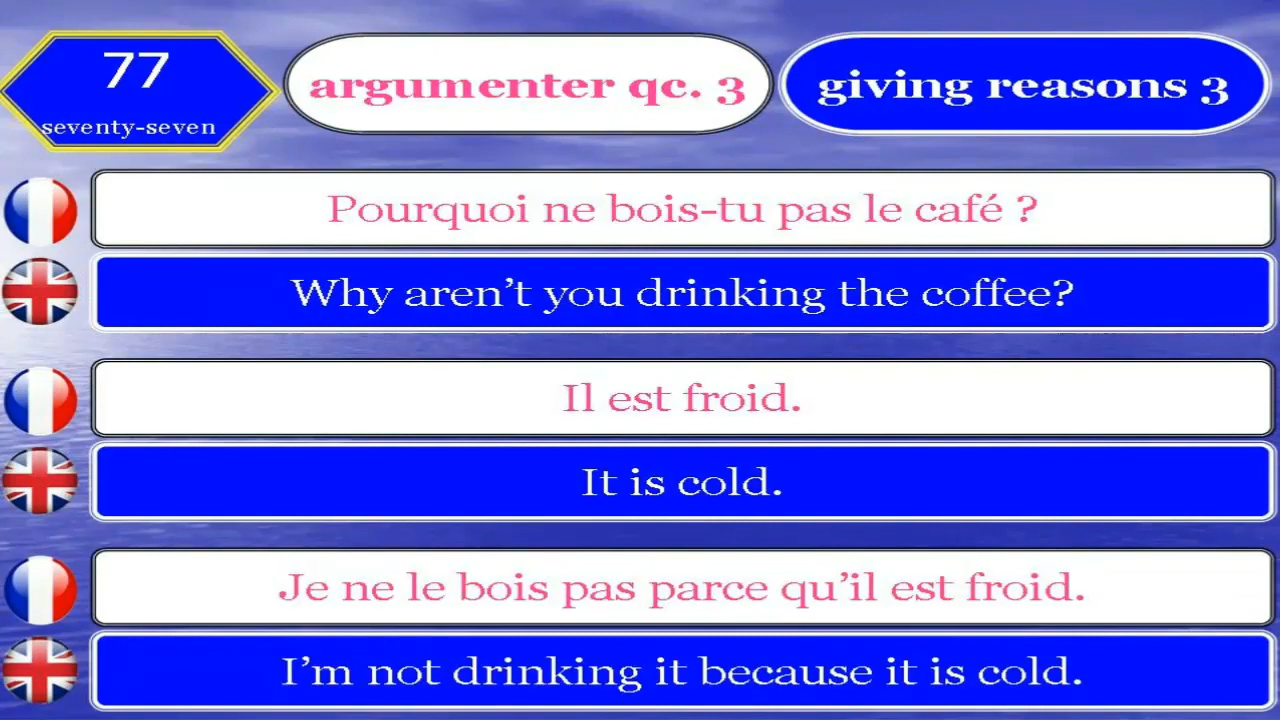 77
seventy-seven
argumenter qc. 3
giving reasons 3
Pourquoi ne bois-tu pas le café ?
Why aren’t you drinking the coffee?
Il est froid.
It is cold.
Je ne le bois pas parce qu’il est froid.
I’m not drinking it because it is cold.